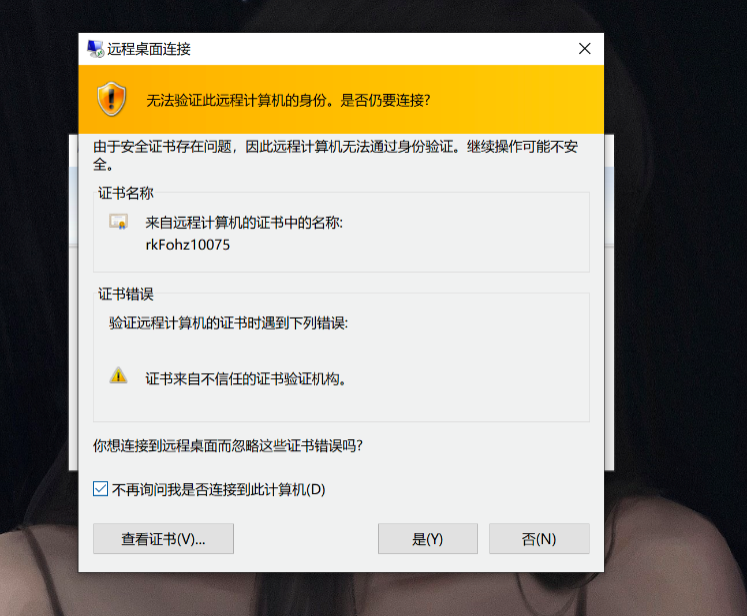 远程桌面连接
无法验证此远程计算机的身份。是否仍要连接?
由于安全证书存在问题，因此远程计算机无法通过身份验证。继续操作可能不安
全。
证书名称
来自远程计算机的证书中的名称:
rkFohz10075
证书错误
验证远程计算机的证书时遇到下列错误:
证书来自不信任的证书验证机构。
你想连接到远程桌面而忽略这些证书错误吗?
不再询问我是否连接到此计算机(D)
查看证书(V)...
是(Y)
否(N)